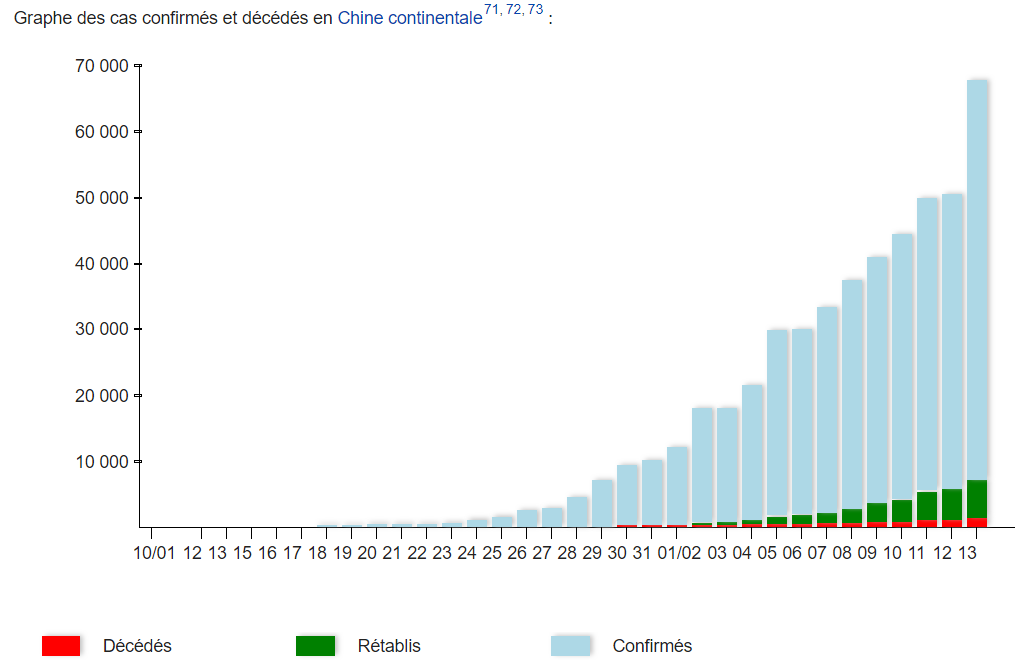 Graphe des cas confirmés et décédés en Chine continentale71, 72, 73 :
70 000
60 000
50 000
40 000
30 000
20 000
10 000
10/01 12 13 15 16 17 18 19 20 21 22 23 24 25 26 27 28 29 30 31 01/02 03 04 05 06 07 08 09 10 11 12 13
Décédés Rétablis Confirmés